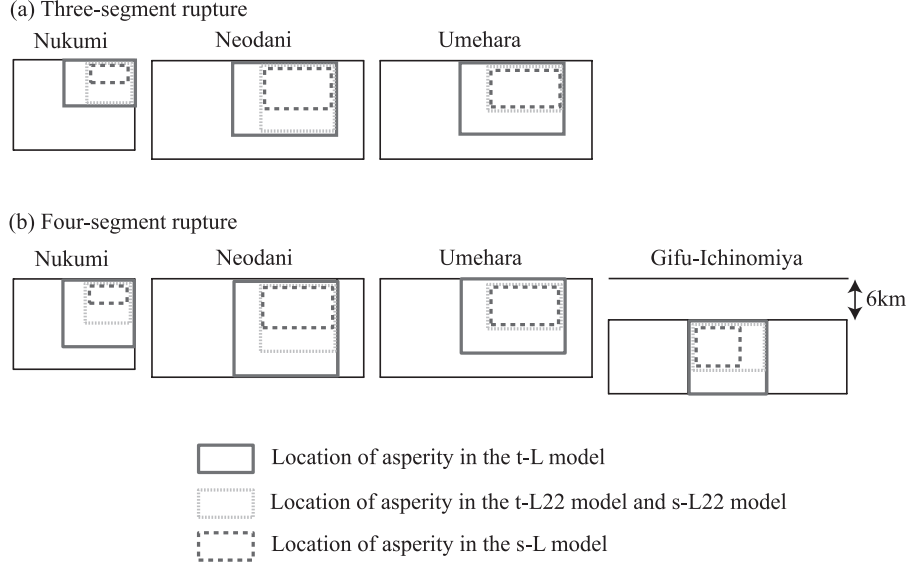 (a) Three-segment rupture
Nukumi Neodani Umehara
(b) Four-segment rupture
Nukumi Neodani Umehara Gifu-Ichinomiya
6km
Location of asperity in the t-L model
Location of asperity in the t-L22 model and s-L22 model
Location of asperity in the s-L model